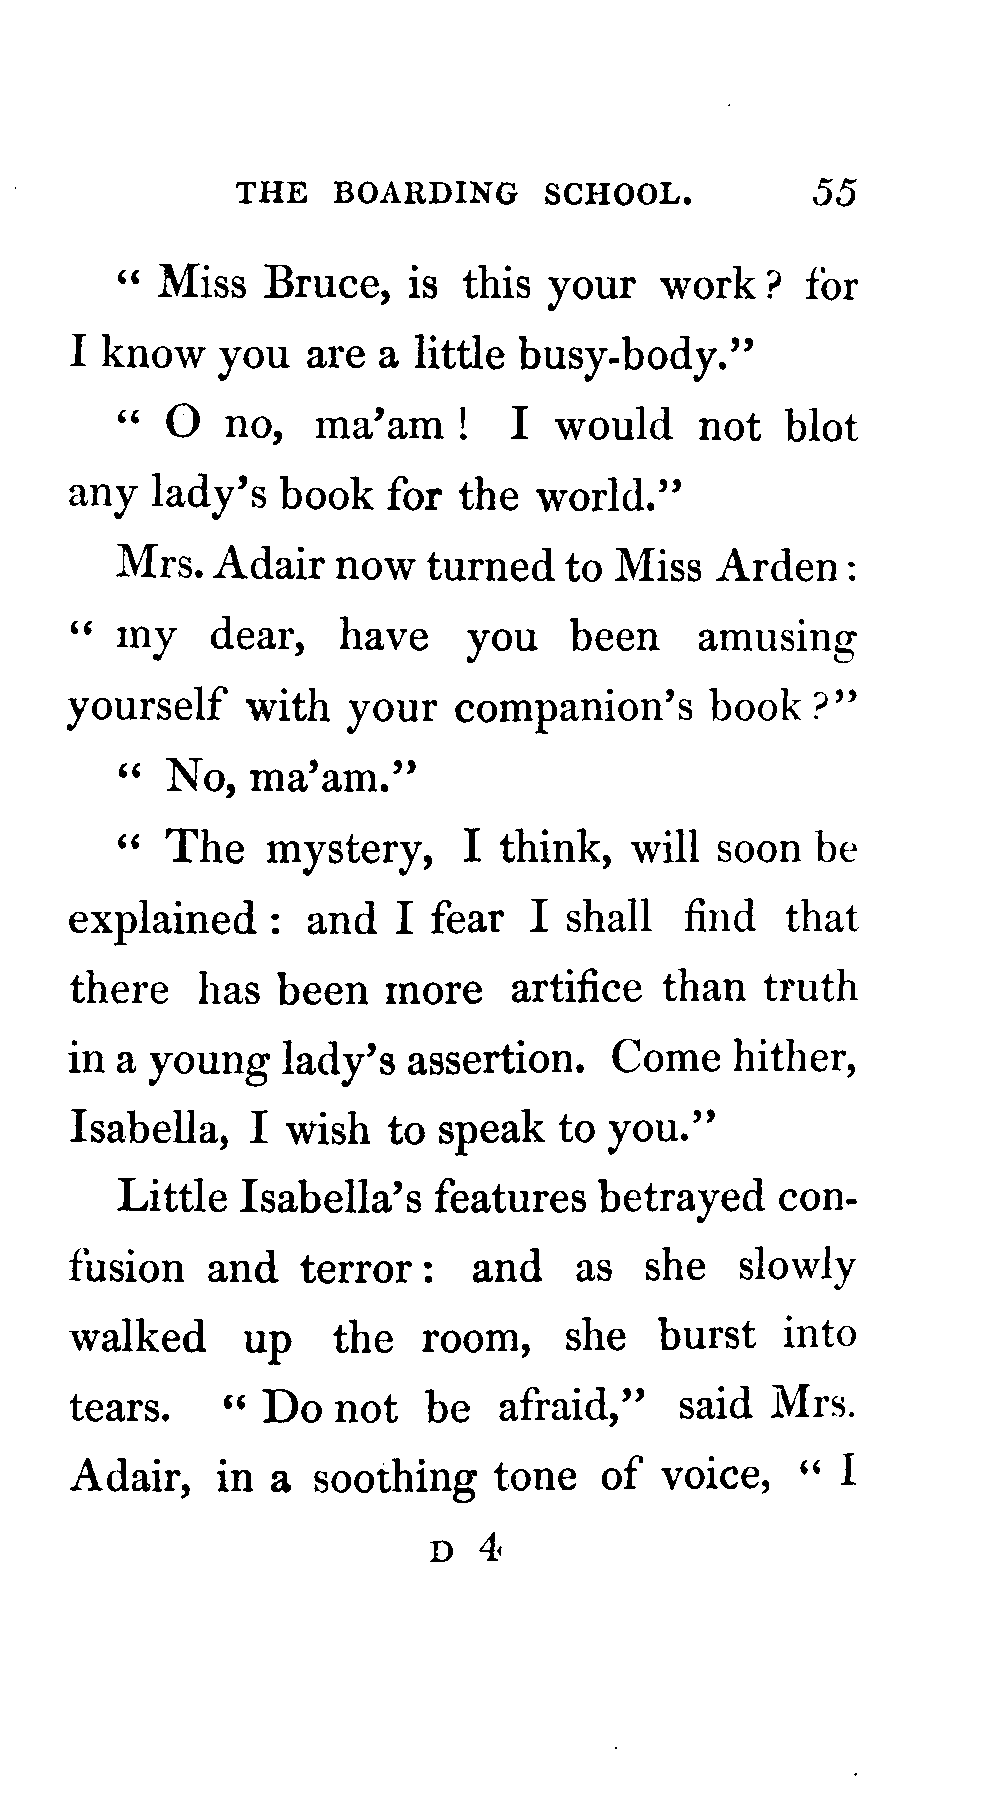 THE BOARDING SCHOOL. 55
“ Miss Bruce, is this your work? for
I know you are a little busy-body.”
“ O no, ma’am! I would not blot
any lady’s book for the world.”
Mrs. Adair now turned to Miss Arden:
“ my dear, have you been amusing
yourself with your companion’s book?”
“ No, ma’am.”
“ The mystery, I think, will soon be
explained: and I fear I shall find that
there has been more artifice than truth
in a young lady’s assertion. Come hither,
Isabella, I wish to speak to you.”
Little Isabella’s features betrayed con-
fusion and terror: and as she slowly
walked up the room, she burst into
tears. “ Do not be afraid,” said Mrs.
Adair, in a soothing tone of voice, “ I
D 4